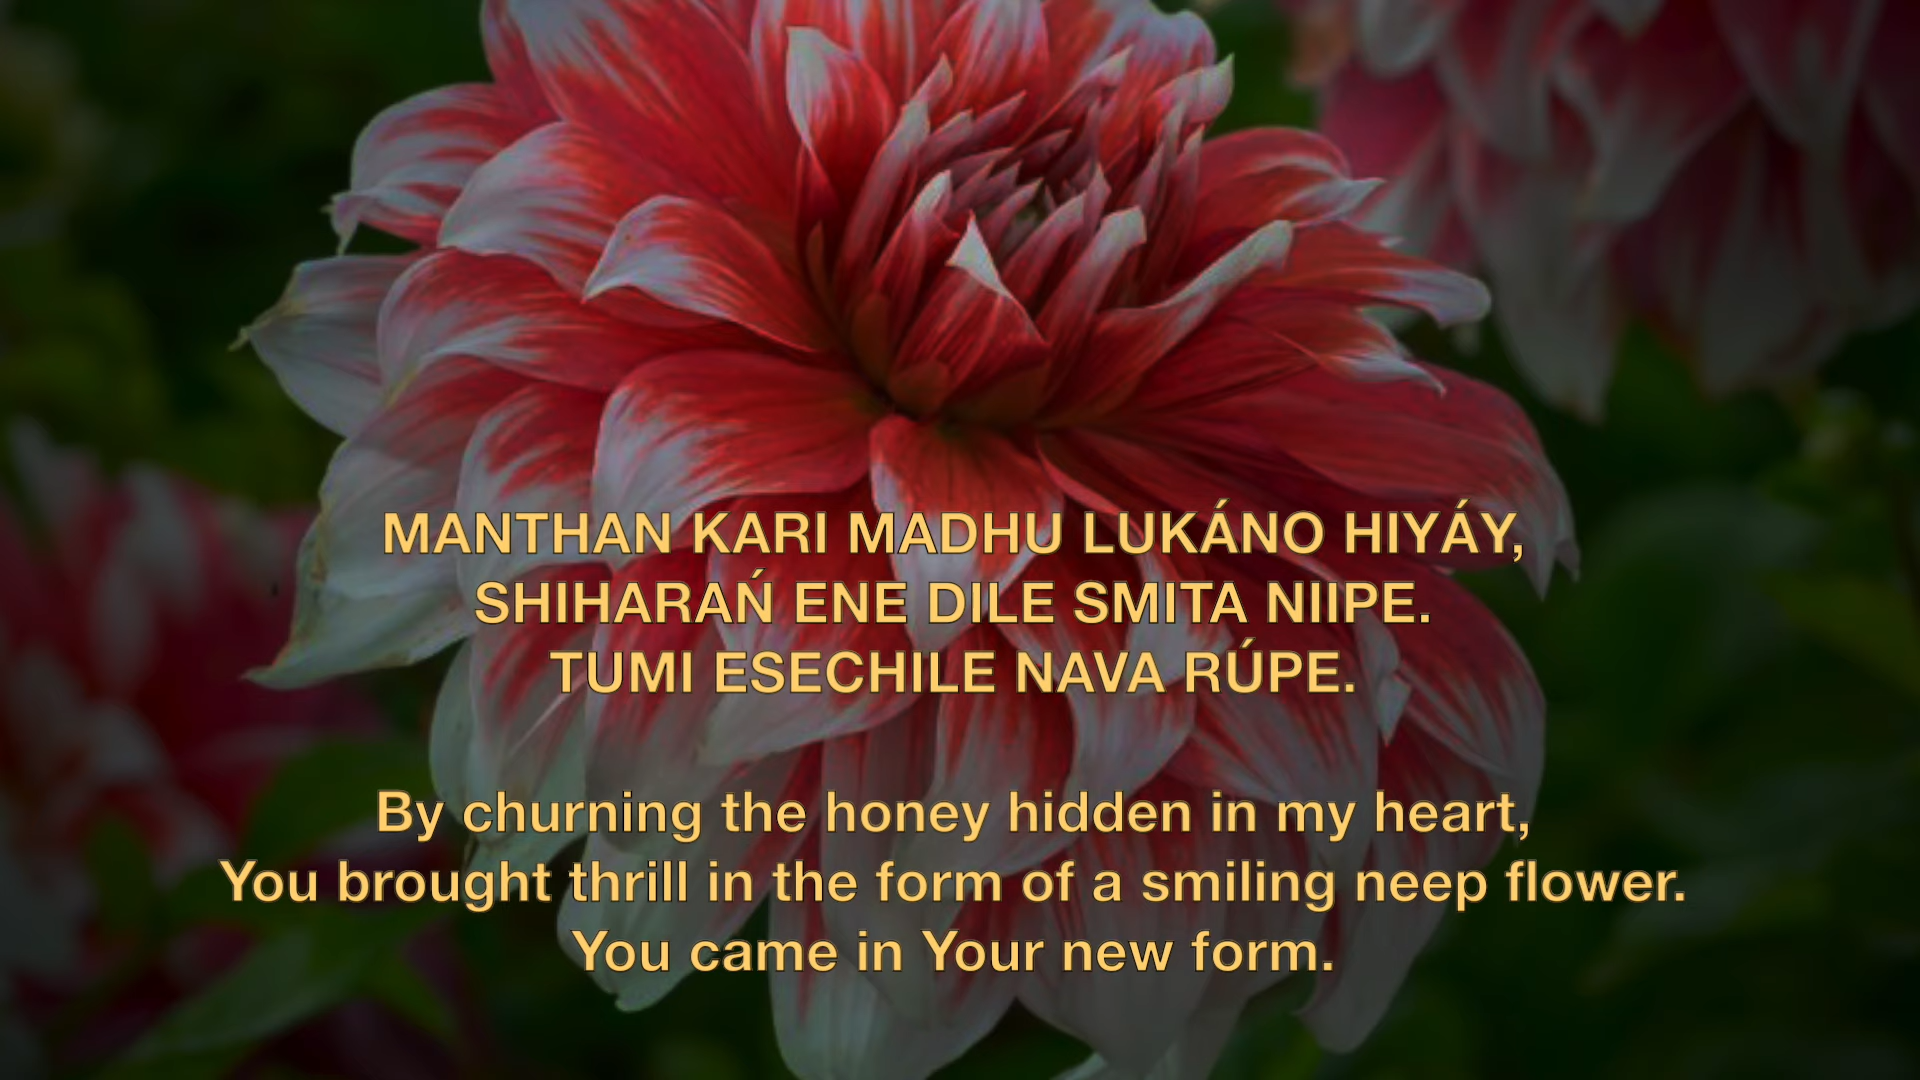 MANTHAN KARI MADHU LUKÁNO HIYÁY,
SHIHARAŃ ENE DILE SMITA NIIPE.
TUMI ESECHILE NAVA RÚPE.
By churning the honey hidden in my heart,
You brought thrill in the form of a smiling neep flower.
You came in Your new form.